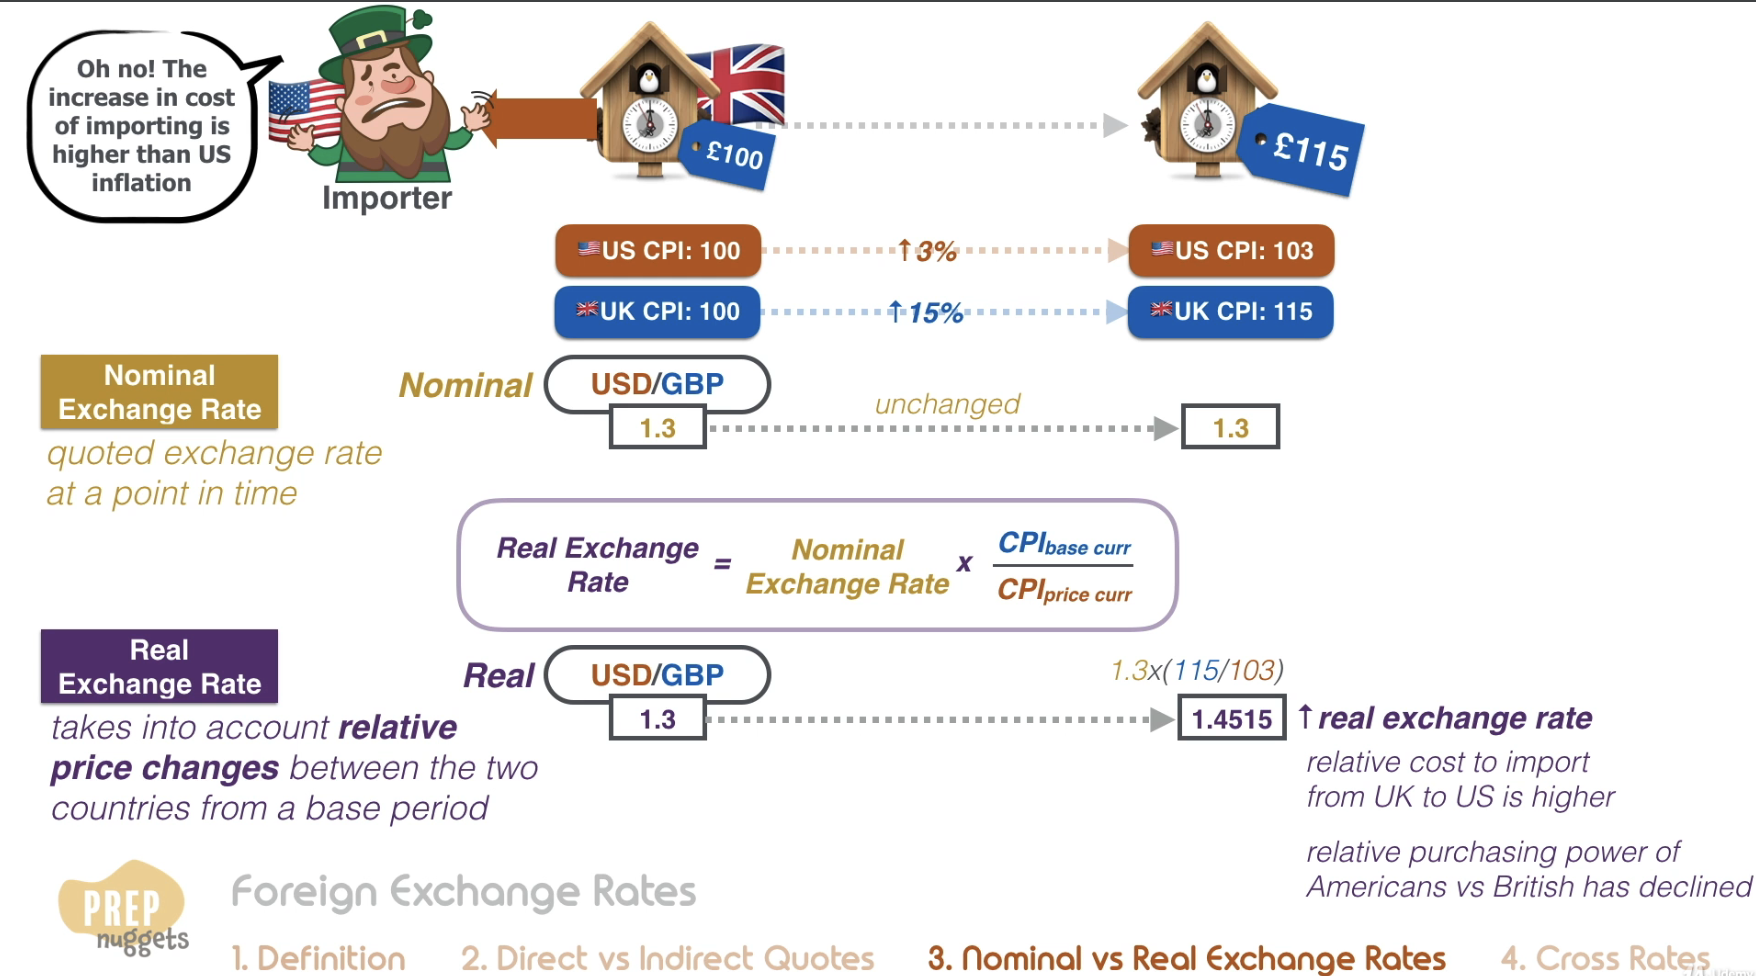 Oh no! The
increase in cost
of importing is
higher than US
inflation
Importer
£100
£115
US CPI: 100
↑3%
US CPI: 103
UK CPI: 100
↑15%
UK CPI: 115
Nominal
Exchange Rate
quoted exchange rate
at a point in time
Nominal
USD/GBP
1.3
unchanged
1.3
Real Exchange
Rate
=
Nominal
Exchange Rate
x
CPI base curr
CPI price curr
Real
Exchange Rate
takes into account relative
price changes between the two
countries from a base period
Real
USD/GBP
1.3
1.3x(115/103)
1.4515
↑real exchange rate
relative cost to import
from UK to US is higher
relative purchasing power of
Americans vs British has declined
PREP
nuggets
Foreign Exchange Rates
1. Definition
2. Direct vs Indirect Quotes
3. Nominal vs Real Exchange Rates
4. Cross Rates